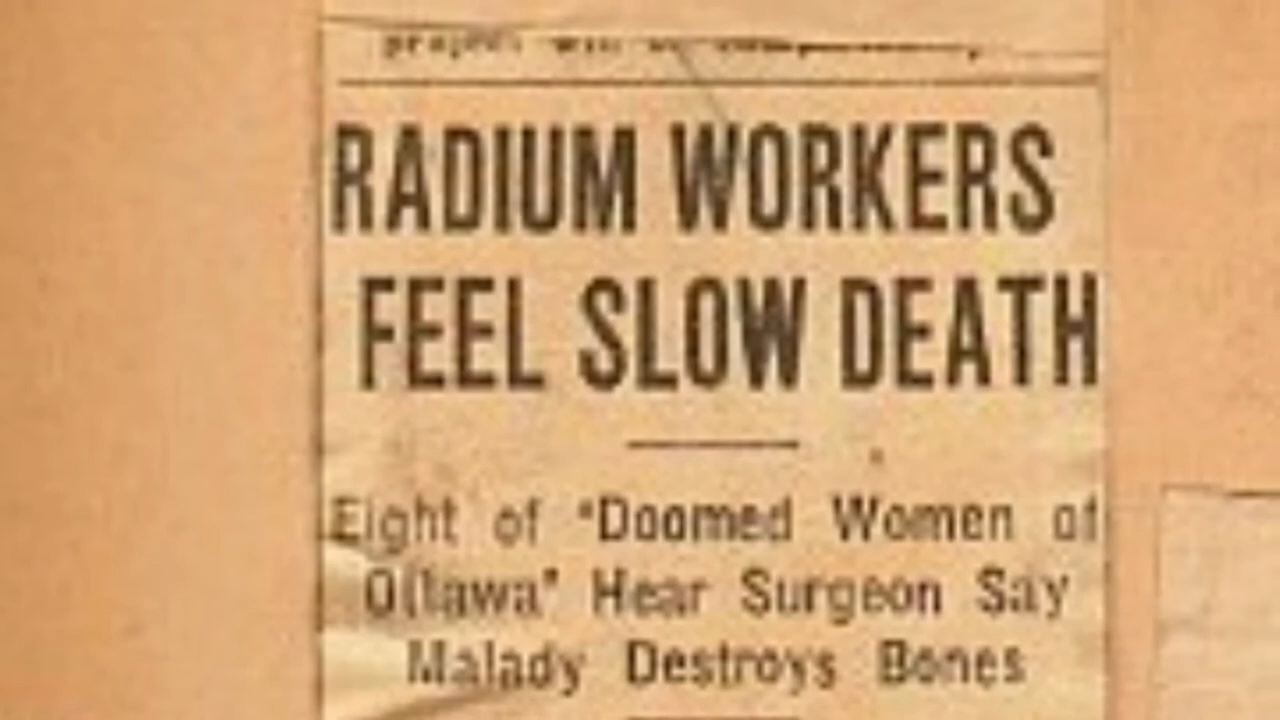 RADIUM WORKERS
FEEL SLOW DEATH
Eight of "Doomed Women of
Ottawa" Hear Surgeon Say
Malady Destroys Bones